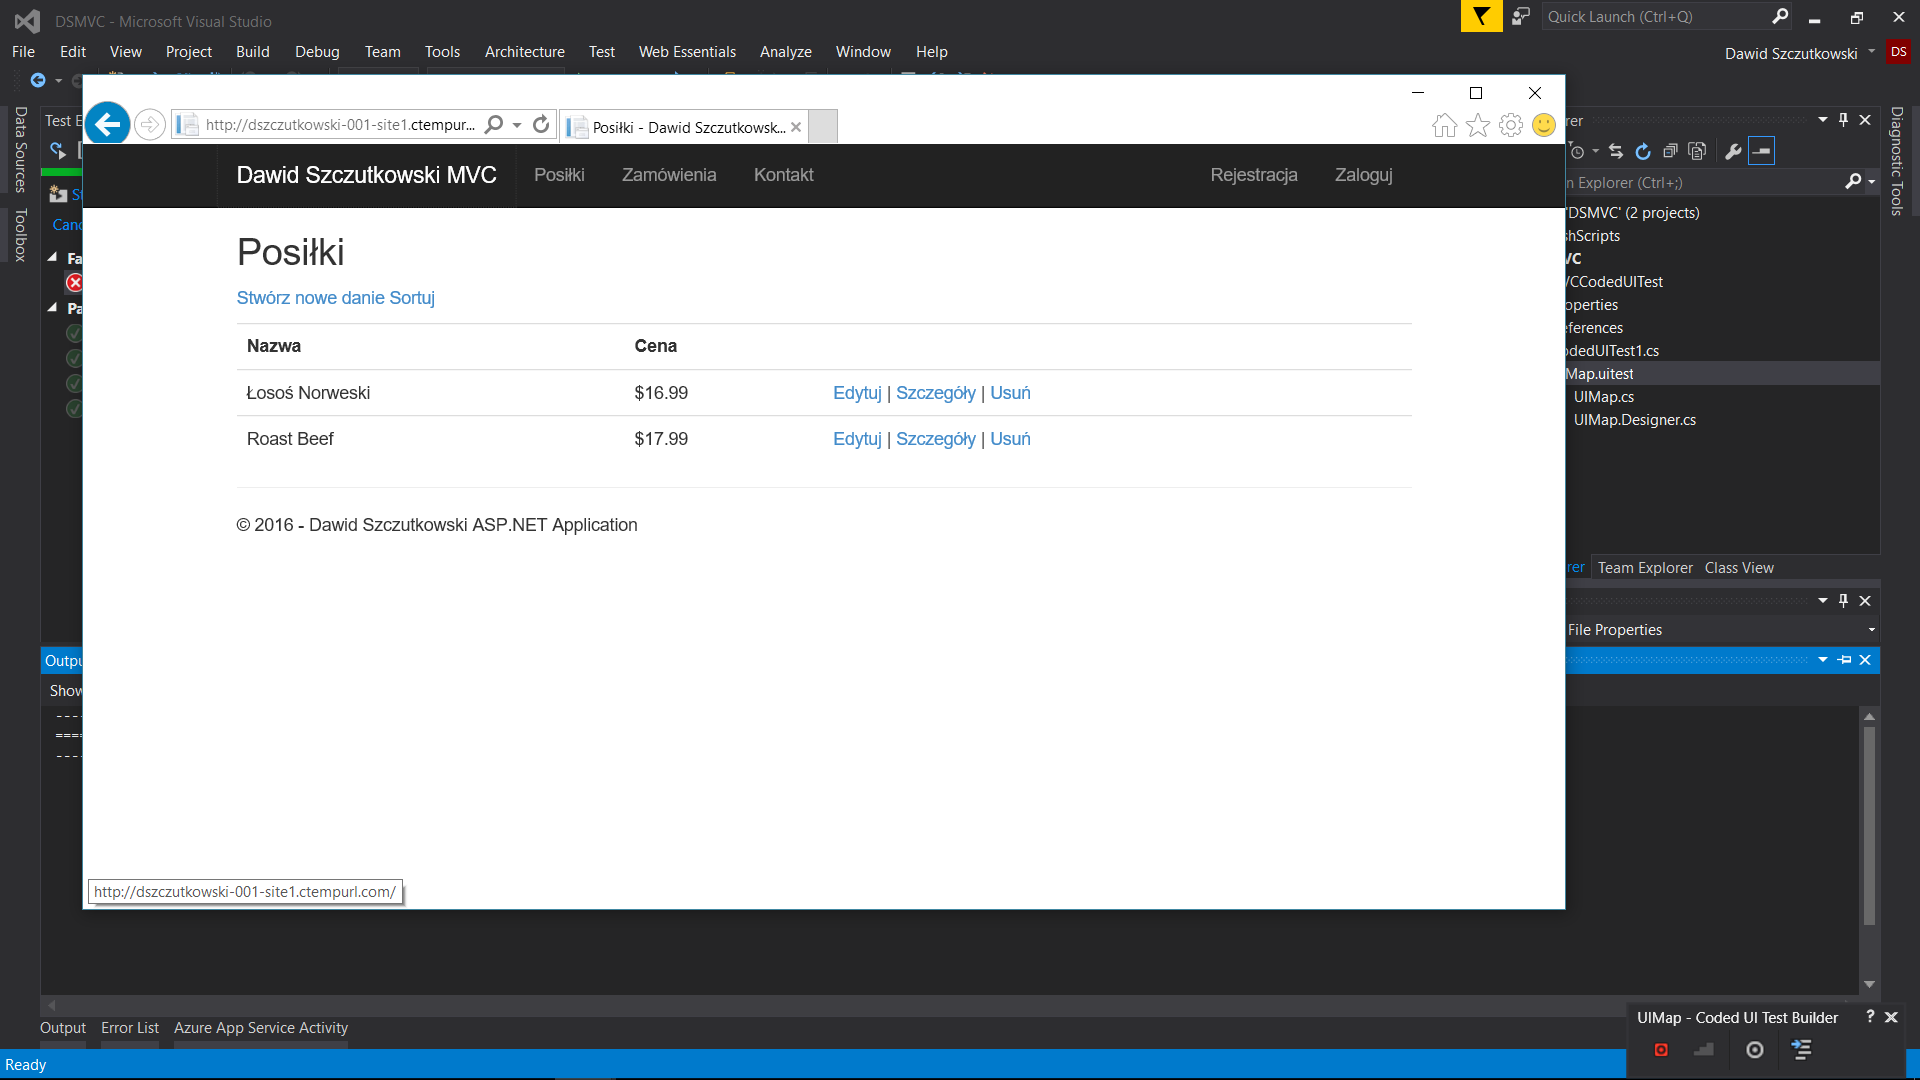 DSMVC - Microsoft Visual Studio
Quick Launch (Ctrl+Q)
File Edit View Project Build Debug Team Tools Architecture Test Web Essentials Analyze Window Help
Dawid Szczutkowski DS
Data Sources
Toolbox
Test E
St
Canc
Fa
Pa
http://dszczutkowski-001-site1.ctempur...
Posiłki - Dawid Szczutkowsk...
Dawid Szczutkowski MVC Posiłki Zamówienia Kontakt Rejestracja Zaloguj
Posiłki
Stwórz nowe danie Sortuj
Nazwa Cena
Łosoś Norweski $16.99 Edytuj | Szczegóły | Usuń
Roast Beef $17.99 Edytuj | Szczegóły | Usuń
© 2016 - Dawid Szczutkowski ASP.NET Application
http://dszczutkowski-001-site1.ctempurl.com/
rer
n Explorer (Ctrl+;)
'DSMVC' (2 projects)
hScripts
VC
/CCodedUITest
operties
eferences
odedUITest1.cs
Map.uitest
UIMap.cs
UIMap.Designer.cs
rer Team Explorer Class View
File Properties
Diagnostic Tools
Outpu
Show
----
====
----
Output Error List Azure App Service Activity
UIMap - Coded UI Test Builder ?
Ready